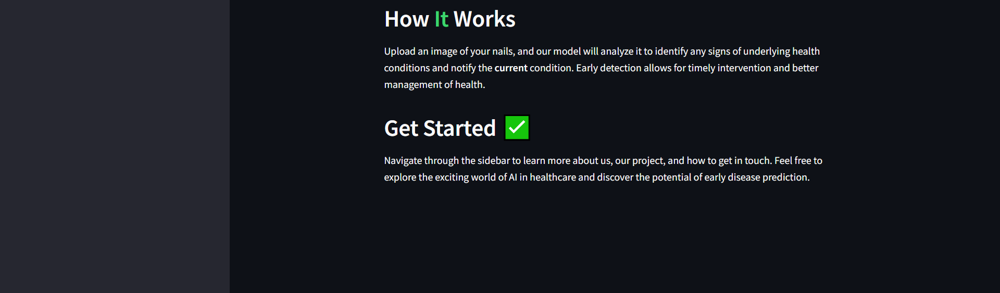 How It Works
Upload an image of your nails, and our model will analyze it to identify any signs of underlying health
conditions and notify the current condition. Early detection allows for timely intervention and better
management of health.
Get Started
Navigate through the sidebar to learn more about us, our project, and how to get in touch. Feel free to
explore the exciting world of AI in healthcare and discover the potential of early disease prediction.